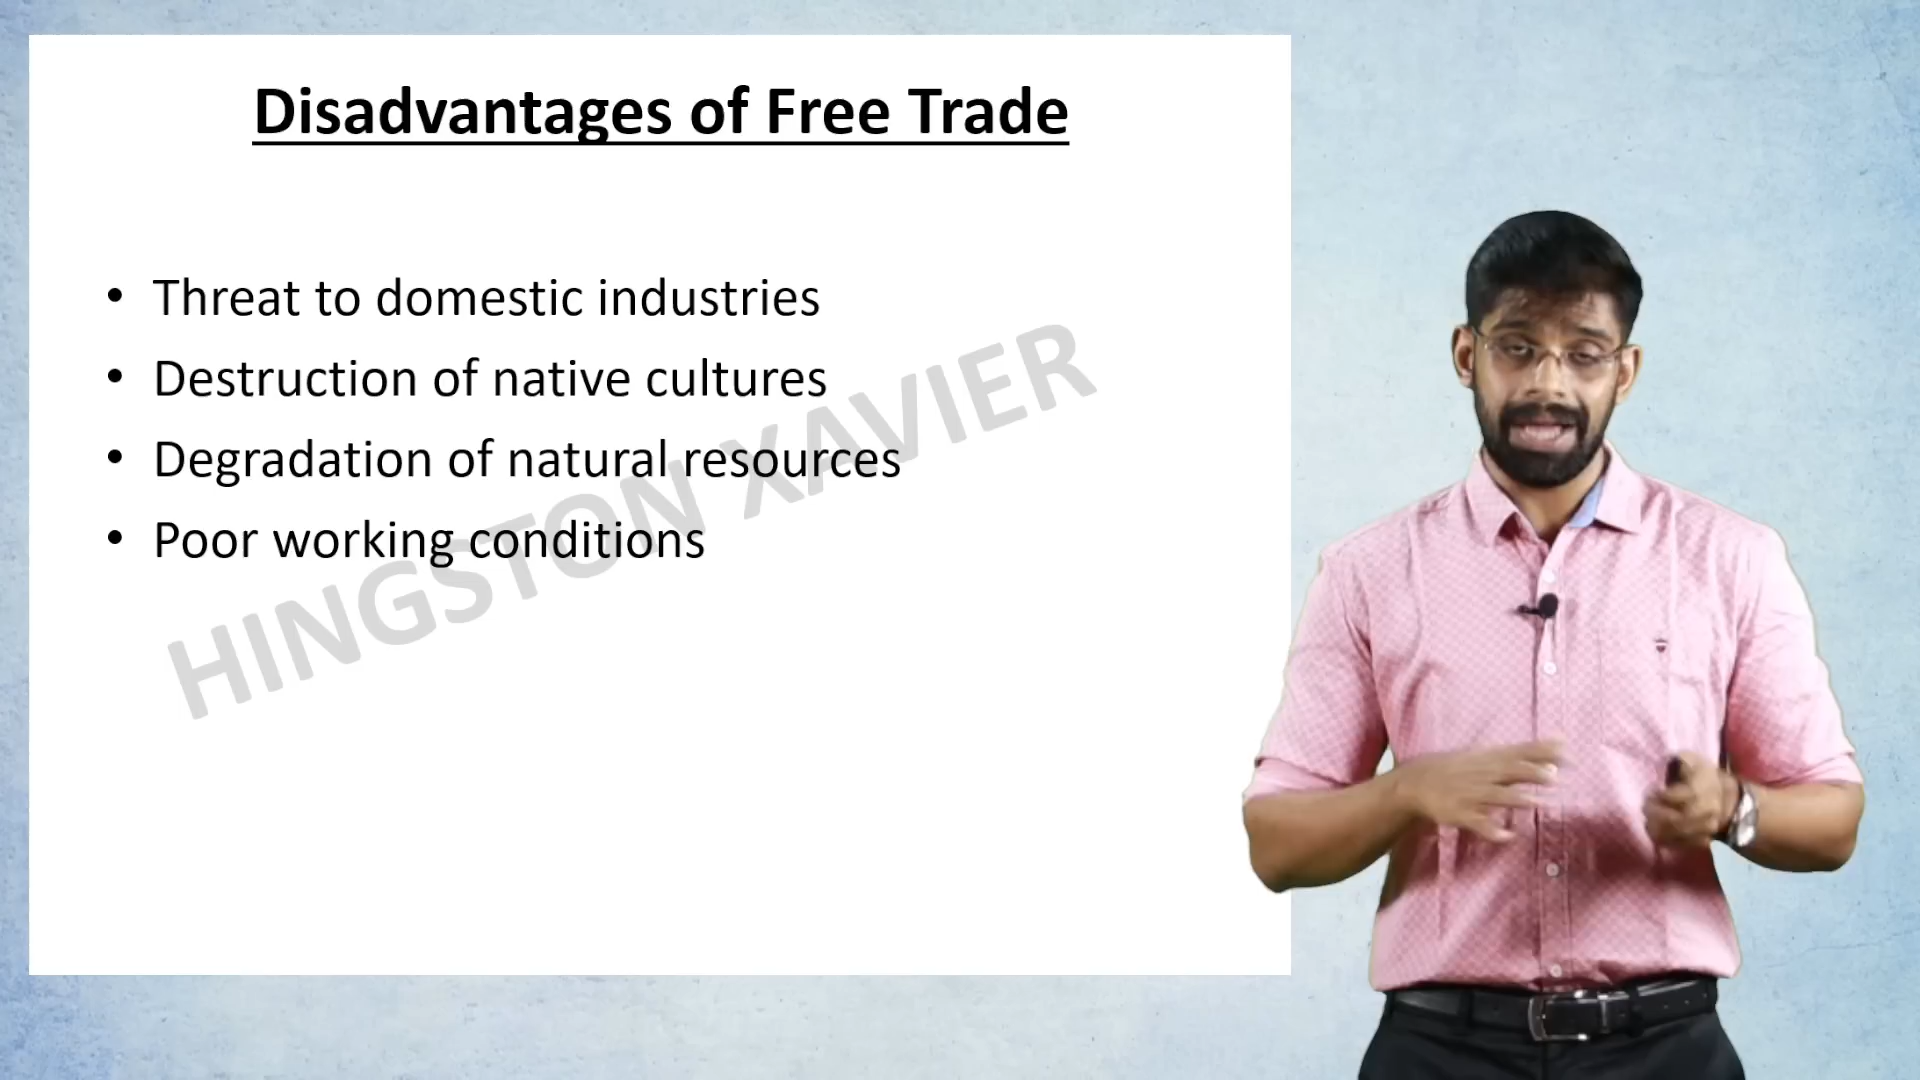 Disadvantages of Free Trade
• Threat to domestic industries
• Destruction of native cultures
• Degradation of natural resources
• Poor working conditions
HINGSTON XAVIER